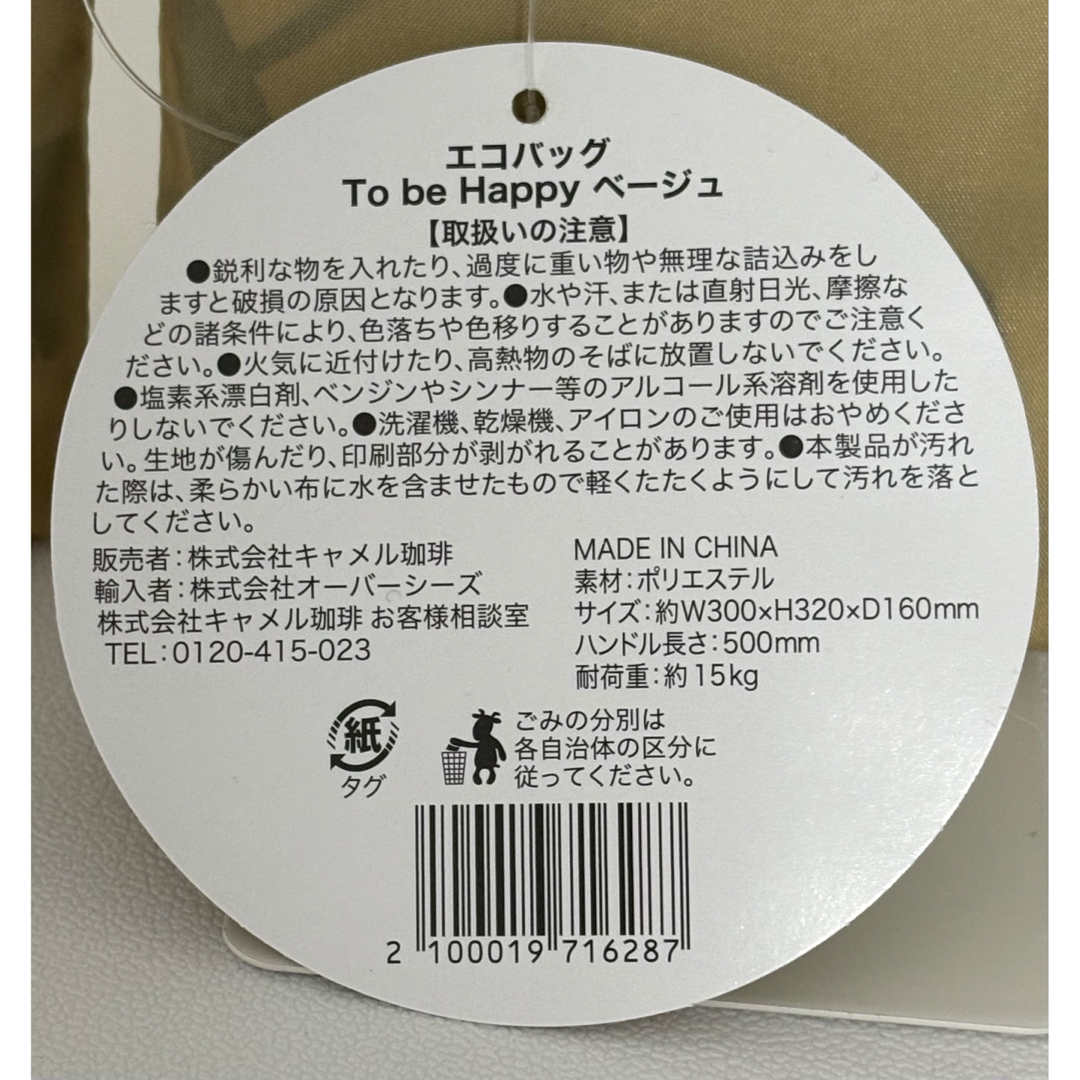 エコバッグ
To be Happy ベージュ
【取扱いの注意】
●鋭利な物を入れたり、過度に重い物や無理な詰込みをし
ますと破損の原因となります。●水や汗、または直射日光、摩擦な
どの諸条件により、色落ちや色移りすることがありますのでご注意く
ださい。●火気に近付けたり、高熱物のそばに放置しないでください。
●塩素系漂白剤、ベンジンやシンナー等のアルコール系溶剤を使用した
りしないでください。●洗濯機、乾燥機、アイロンのご使用はおやめくださ
い。生地が傷んだり、印刷部分が剥がれることがあります。●本製品が汚れ
た際は、柔らかい布に水を含ませたもので軽くたたくようにして汚れを落と
してください。
販売者：株式会社キャメル珈琲
輸入者：株式会社オーバーシーズ
株式会社キャメル珈琲 お客様相談室
TEL：0120-415-023
MADE IN CHINA
素材：ポリエステル
サイズ：約W300×H320×D160mm
ハンドル長さ：500mm
耐荷重：約15kg
紙
タグ
ごみの分別は
各自治体の区分に
従ってください。
2 100019 716287